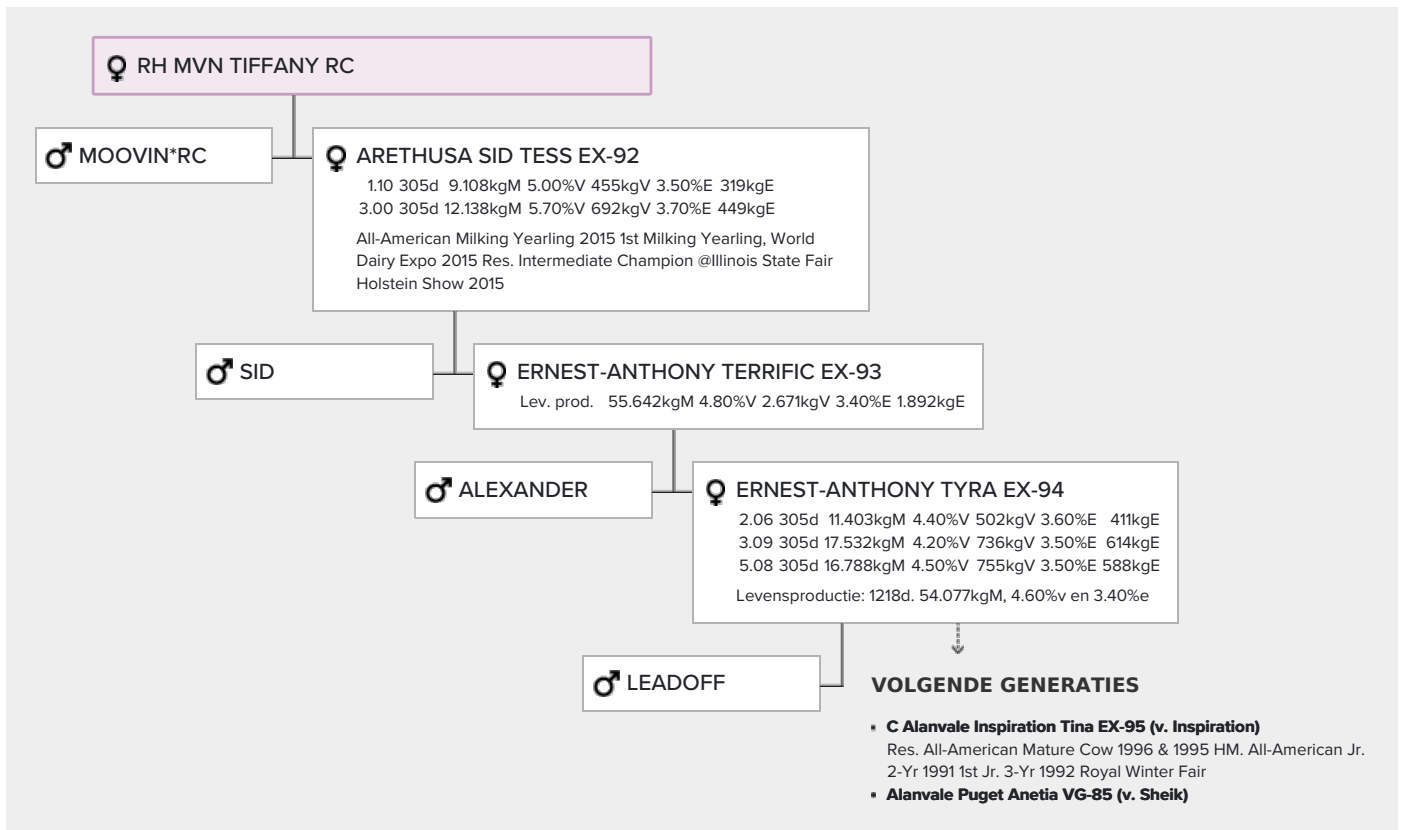 RH MVN TIFFANY RC
MOOVIN*RC
ARETHUSA SID TESS EX-92
1.10 305d 9.108kgM 5.00%V 455kgV 3.50%E 319kgE
3.00 305d 12.138kgM 5.70%V 692kgV 3.70%E 449kgE
All-American Milking Yearling 2015 1st Milking Yearling, World
Dairy Expo 2015 Res. Intermediate Champion @Illinois State Fair
Holstein Show 2015
SID
ERNEST-ANTHONY TERRIFIC EX-93
Lev. prod. 55.642kgM 4.80%V 2.671kgV 3.40%E 1.892kgE
ALEXANDER
ERNEST-ANTHONY TYRA EX-94
2.06 305d 11.403kgM 4.40%V 502kgV 3.60%E 411kgE
3.09 305d 17.532kgM 4.20%V 736kgV 3.50%E 614kgE
5.08 305d 16.788kgM 4.50%V 755kgV 3.50%E 588kgE
Levensproductie: 1218d. 54.077kgM, 4.60%v en 3.40%e
LEADOFF
VOLGENDE GENERATIES
▪ C Alanvale Inspiration Tina EX-95 (v. Inspiration)
Res. All-American Mature Cow 1996 & 1995 HM. All-American Jr.
2-Yr 1991 1st Jr. 3-Yr 1992 Royal Winter Fair
▪ Alanvale Puget Anetia VG-85 (v. Sheik)